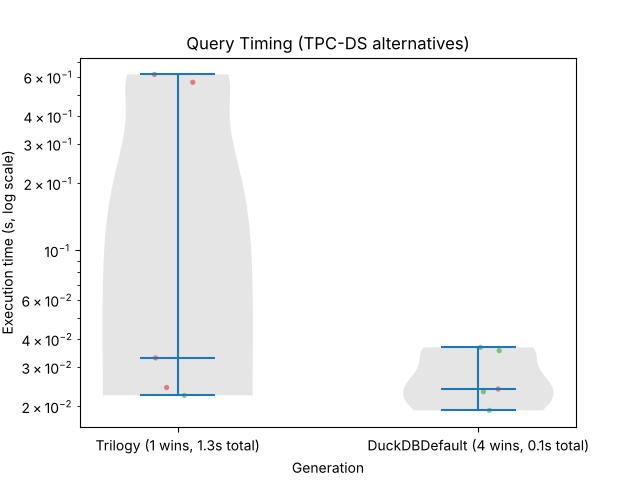 Query Timing (TPC-DS alternatives)
Execution time (s, log scale)
6 × 10⁻¹
4 × 10⁻¹
3 × 10⁻¹
2 × 10⁻¹
10⁻¹
6 × 10⁻²
4 × 10⁻²
3 × 10⁻²
2 × 10⁻²
Trilogy (1 wins, 1.3s total)
DuckDBDefault (4 wins, 0.1s total)
Generation